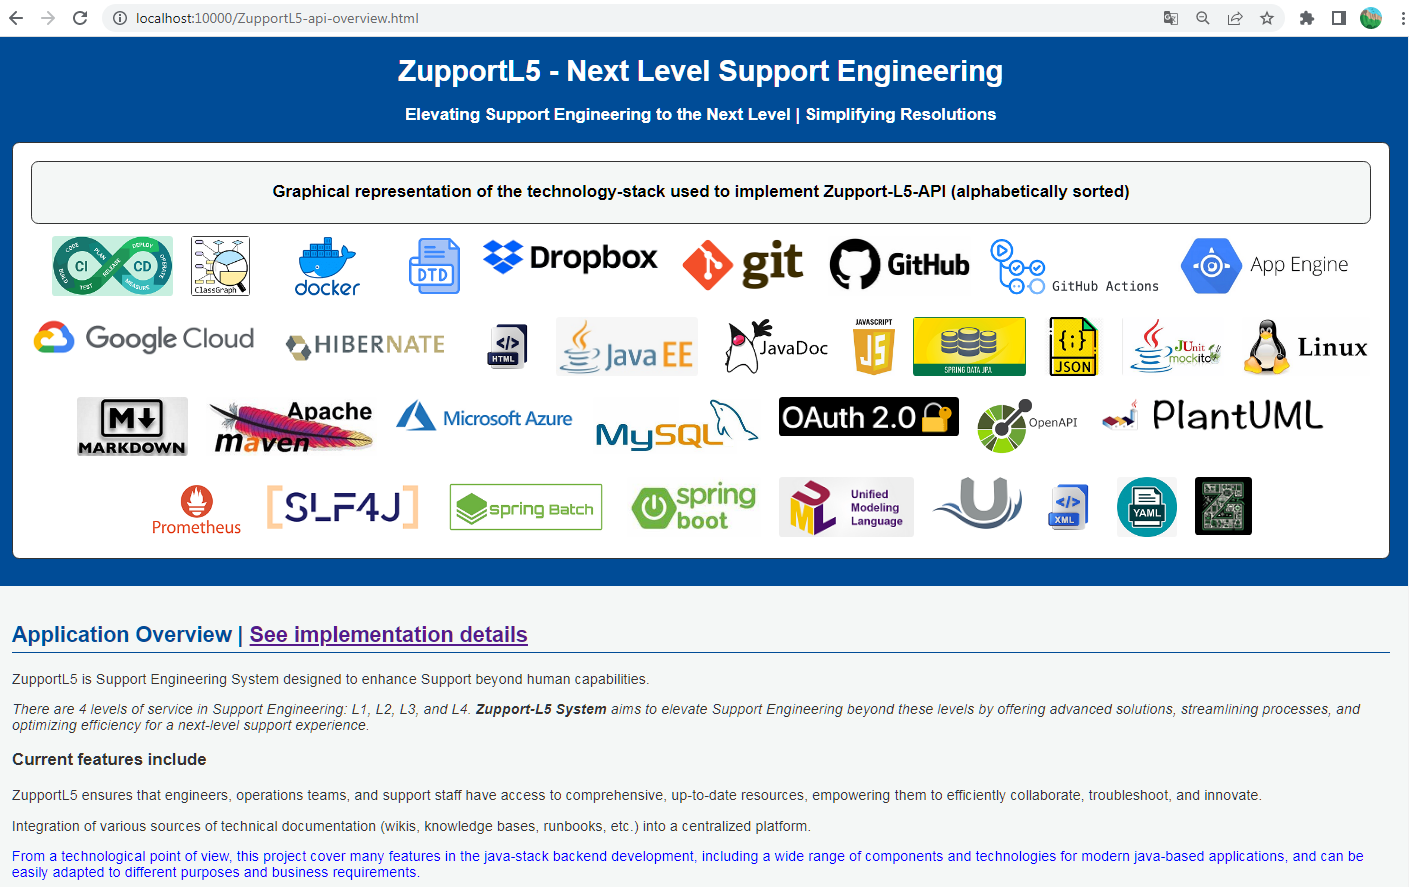 localhost:10000/ZupportL5-api-overview.html
ZupportL5 - Next Level Support Engineering
Elevating Support Engineering to the Next Level | Simplifying Resolutions
Graphical representation of the technology-stack used to implement Zupport-L5-API (alphabetically sorted)
CODE PLAN DEPLOY OPERATE
CI RELEASE CD
BUILD TEST MEASURE
ClassGraph
docker
DTD
Dropbox
git
GitHub
GitHub Actions
App Engine
Google Cloud
HIBERNATE
</> HTML
Java EE
JavaDoc
JAVASCRIPT
JS
SPRING DATA JPA
{;}
JSON
JUnit
mockito
Linux
M
MARKDOWN
Apache
maven
Microsoft Azure
MySQL
OAuth 2.0
OpenAPI
PlantUML
Prometheus
[SLF4J]
spring Batch
spring
boot
UML
Unified
Modeling
Language
U
</>
XML
YAML
Z
Application Overview | See implementation details
ZupportL5 is Support Engineering System designed to enhance Support beyond human capabilities.
There are 4 levels of service in Support Engineering: L1, L2, L3, and L4. Zupport-L5 System aims to elevate Support Engineering beyond these levels by offering advanced solutions, streamlining processes, and
optimizing efficiency for a next-level support experience.
Current features include
ZupportL5 ensures that engineers, operations teams, and support staff have access to comprehensive, up-to-date resources, empowering them to efficiently collaborate, troubleshoot, and innovate.
Integration of various sources of technical documentation (wikis, knowledge bases, runbooks, etc.) into a centralized platform.
From a technological point of view, this project cover many features in the java-stack backend development, including a wide range of components and technologies for modern java-based applications, and can be
easily adapted to different purposes and business requirements.